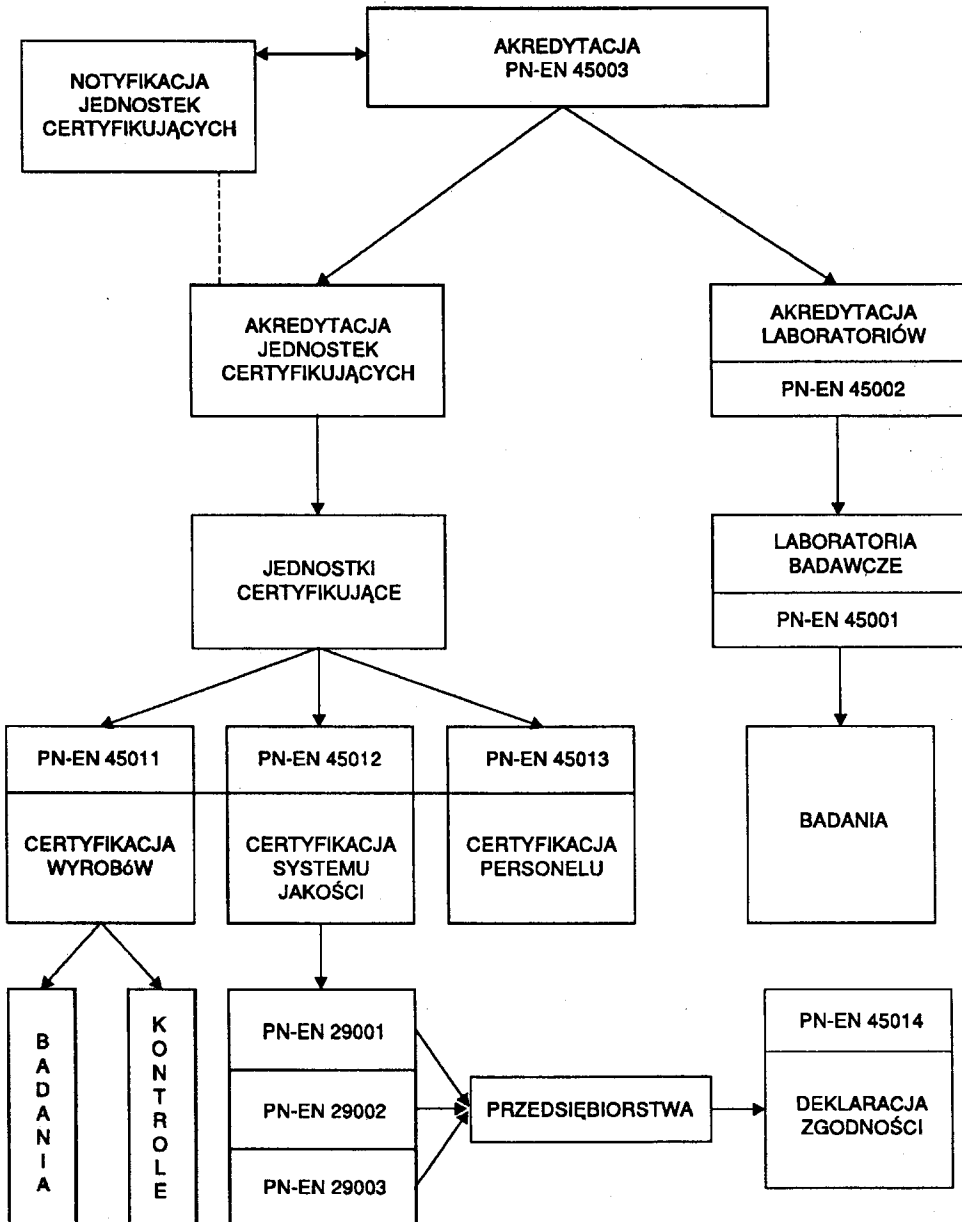 AKREDYTACJA
PN-EN 45003
NOTYFIKACJA
JEDNOSTEK
CERTYFIKUJĄCYCH
AKREDYTACJA
JEDNOSTEK
CERTYFIKUJĄCYCH
AKREDYTACJA
LABORATORIÓW
PN-EN 45002
JEDNOSTKI
CERTYFIKUJĄCE
LABORATORIA
BADAWCZE
PN-EN 45001
PN-EN 45011
CERTYFIKACJA
WYROBóW
PN-EN 45012
CERTYFIKACJA
SYSTEMU
JAKOŚCI
PN-EN 45013
CERTYFIKACJA
PERSONELU
BADANIA
BADANIA
KONTROLE
PN-EN 29001
PN-EN 29002
PN-EN 29003
PRZEDSIĘBIORSTWA
PN-EN 45014
DEKLARACJA
ZGODNOŚCI